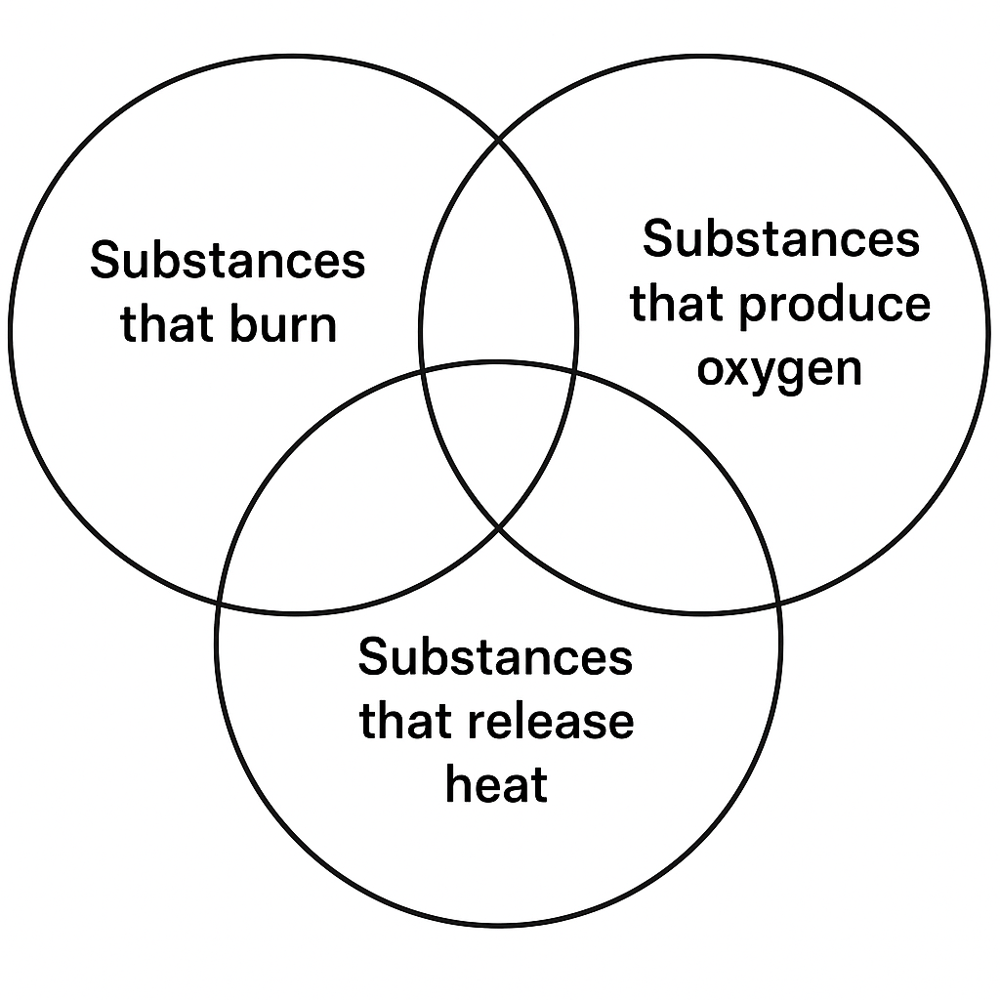 Substances
that burn
Substances
that produce
oxygen
Substances
that release
heat